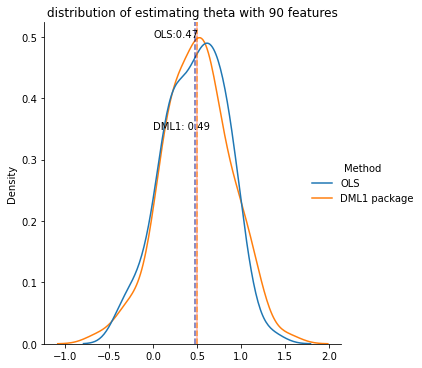 distribution of estimating theta with 90 features
OLS:0.47
DML1: 0.49
Density
0.5
0.4
0.3
0.2
0.1
0.0
-1.0 -0.5 0.0 0.5 1.0 1.5 2.0
Method
OLS
DML1 package